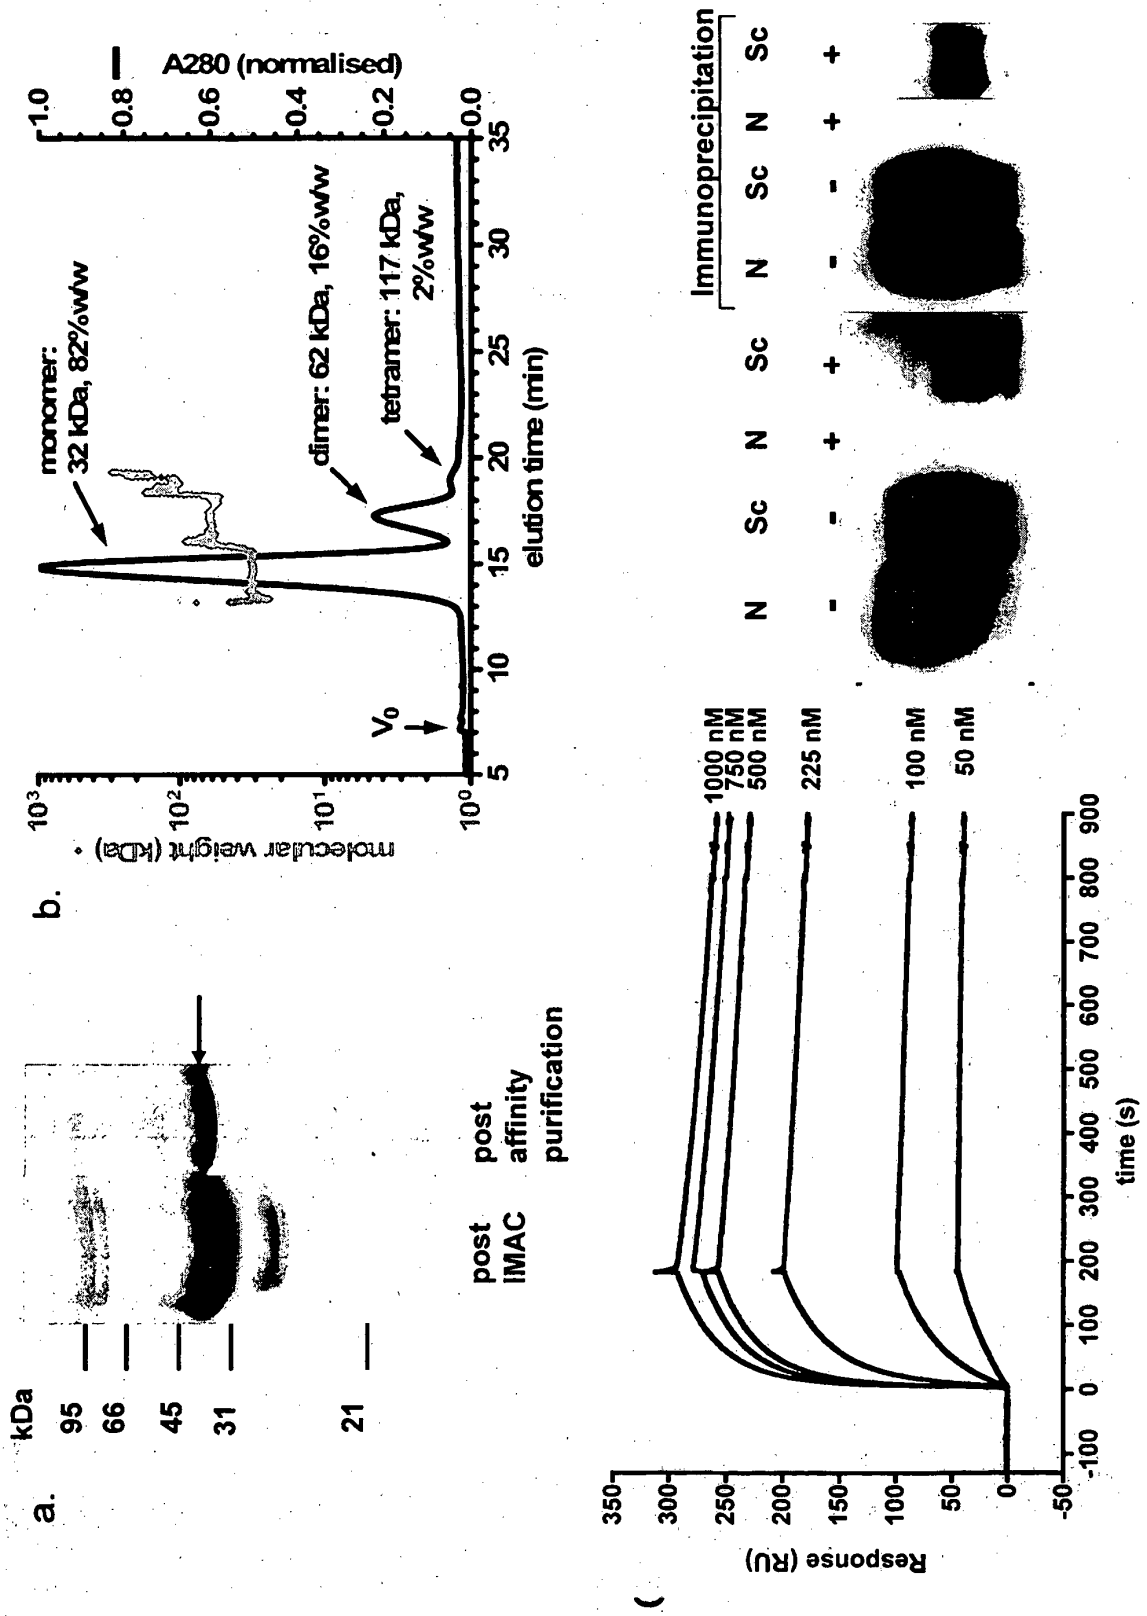 a.
kDa
95
66
45
31
21
post
IMAC
post
affinity
purification
b.
molecular weight (kDa)
10³
10²
10¹
10⁰
V₀
monomer:
32 kDa, 82%w/w
dimer: 62 kDa, 16%w/w
tetramer: 117 kDa,
2%w/w
5 10 15 20 25 30 35
elution time (min)
1.0
0.8
0.6
0.4
0.2
0.0
A280 (normalised)
Response (RU)
350
300
250
200
150
100
50
0
-50
-100 0 100 200 300 400 500 600 700 800 900
time (s)
1000 nM
750 nM
500 nM
225 nM
100 nM
50 nM
Immunoprecipitation
N Sc N Sc N Sc N Sc
- - + + - - + +